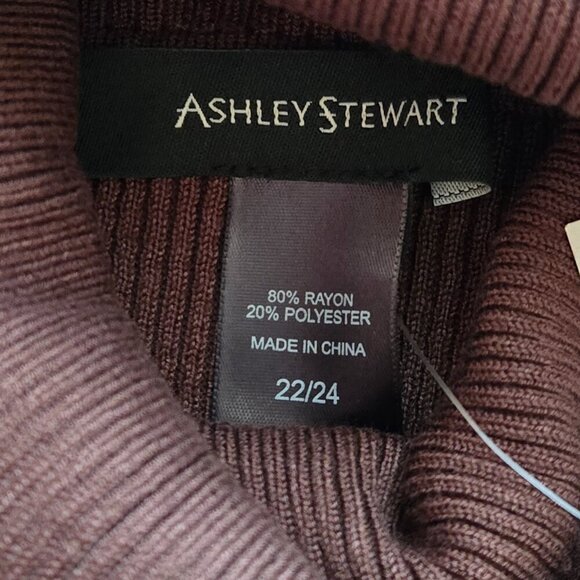 ASHLEY STEWART
80% RAYON
20% POLYESTER
MADE IN CHINA
22/24